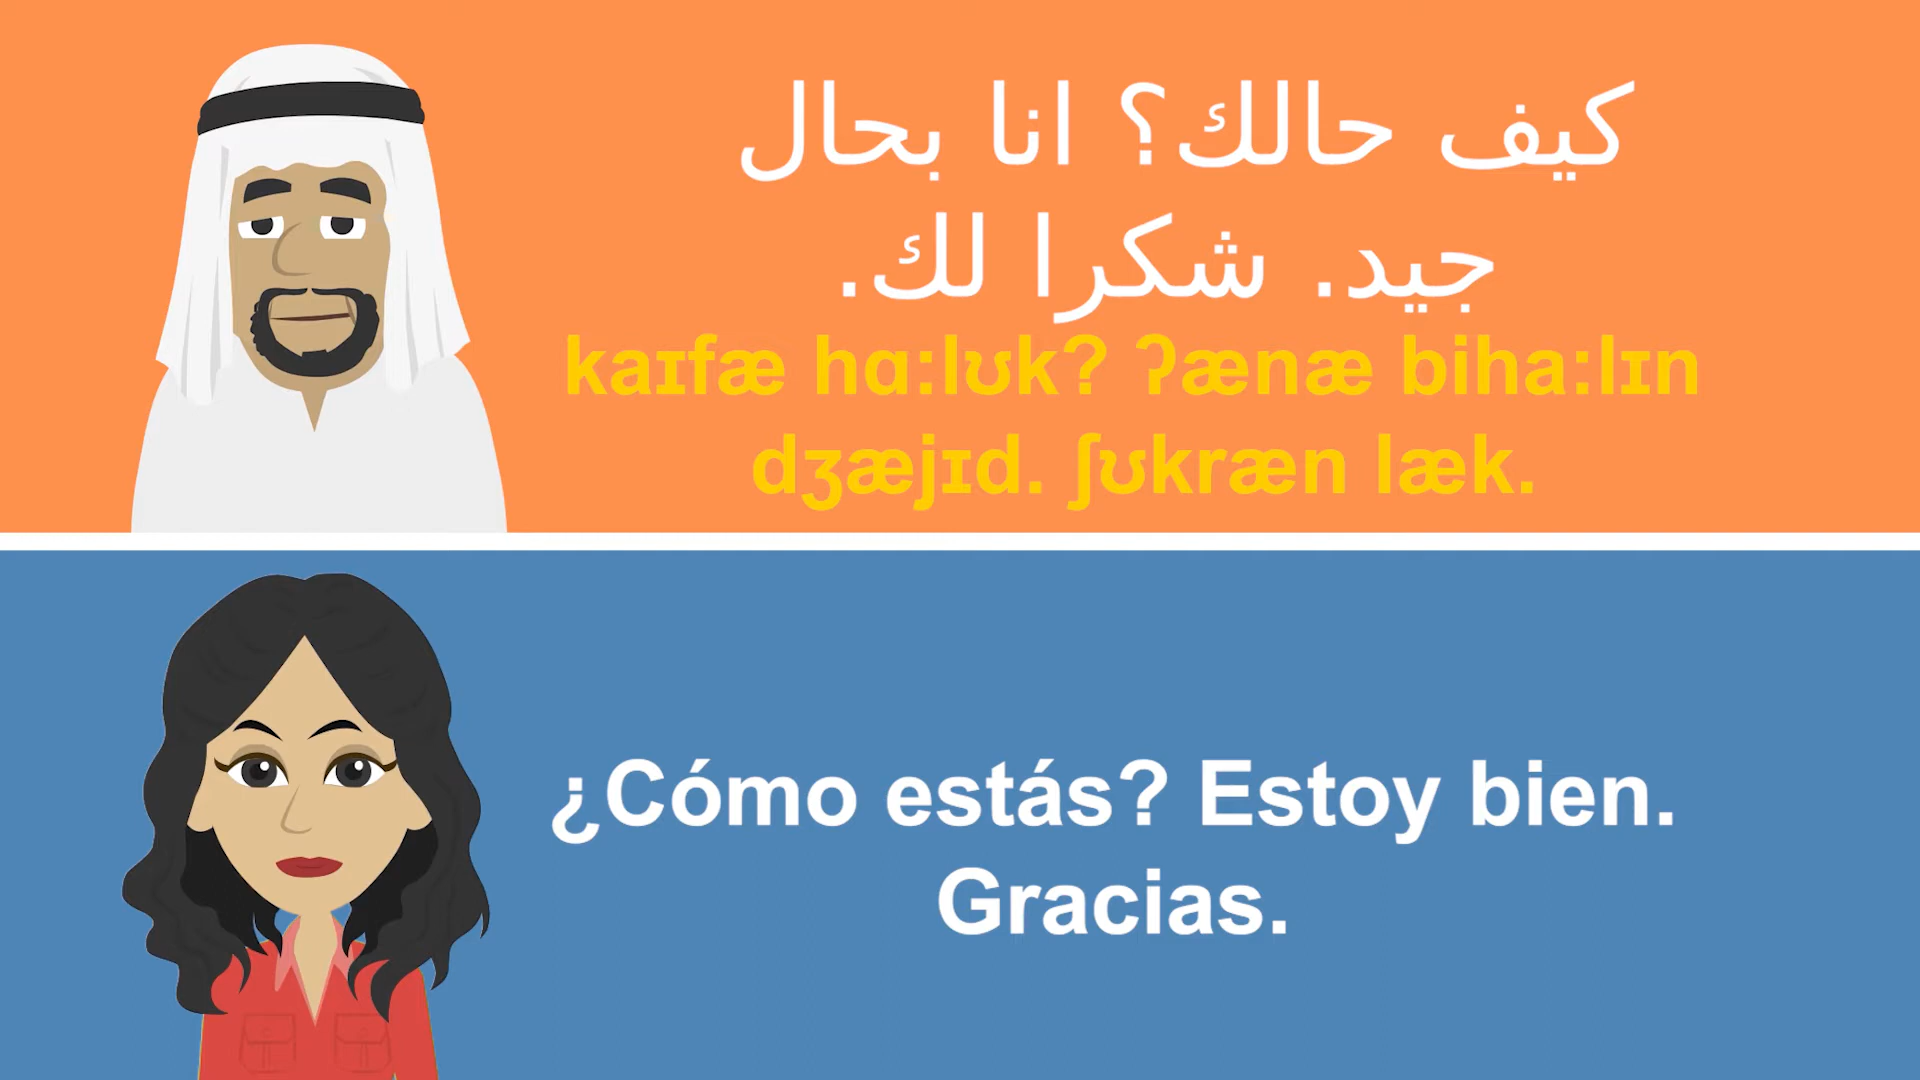 كيف حالك؟ انا بحال
جيد. شكرا لك.
kaɪfæ hɑ:lʊk? ʔænæ biha:lɪn
dʒæjɪd. ʃʊkræn læk.
¿Cómo estás? Estoy bien.
Gracias.